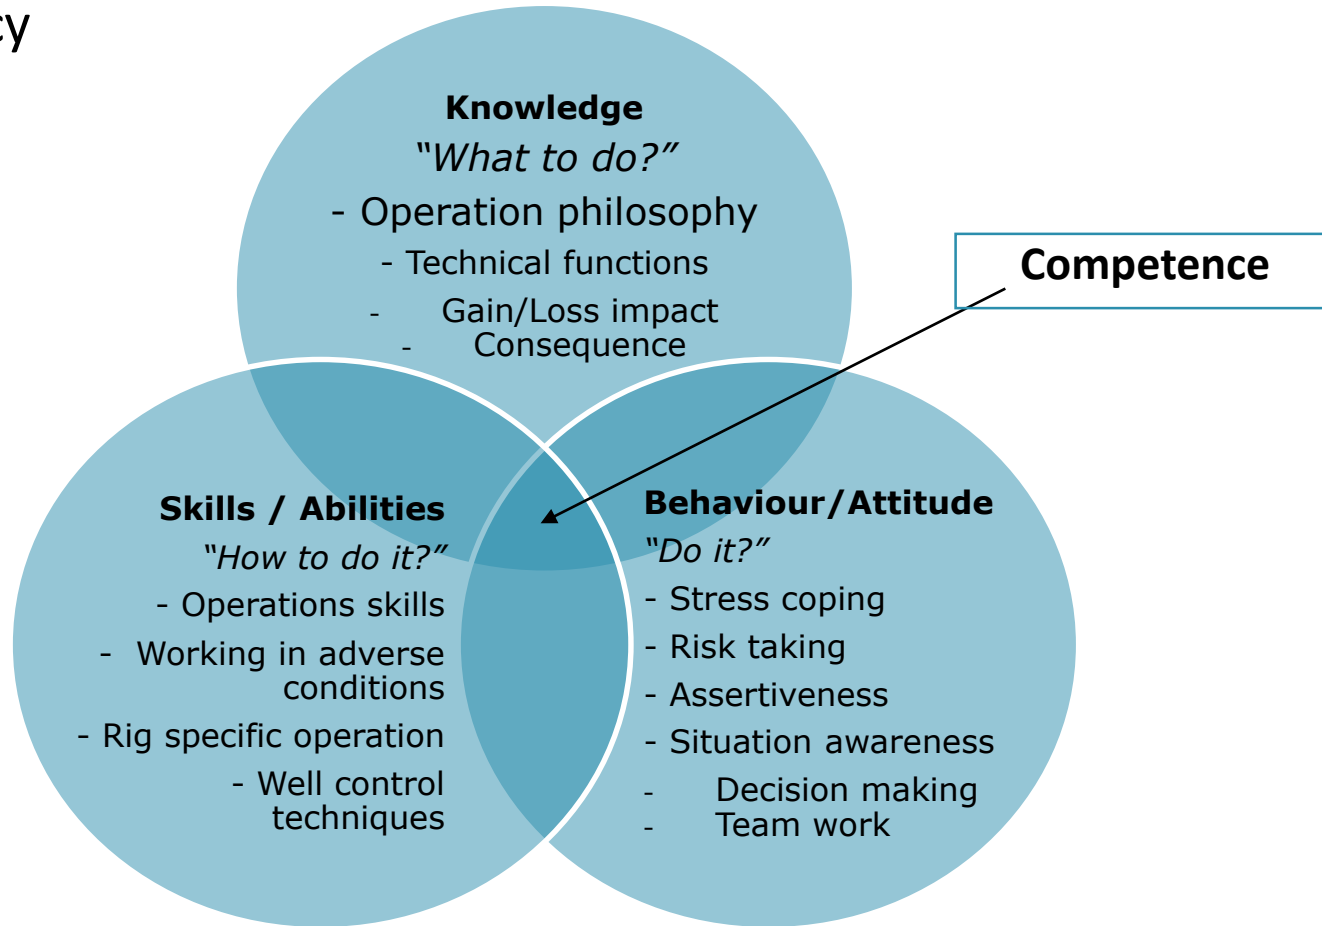 cy
Knowledge
“What to do?”
- Operation philosophy
- Technical functions
- Gain/Loss impact
- Consequence
Competence
Skills / Abilities
“How to do it?”
- Operations skills
- Working in adverse
conditions
- Rig specific operation
- Well control
techniques
Behaviour/Attitude
“Do it?”
- Stress coping
- Risk taking
- Assertiveness
- Situation awareness
- Decision making
- Team work